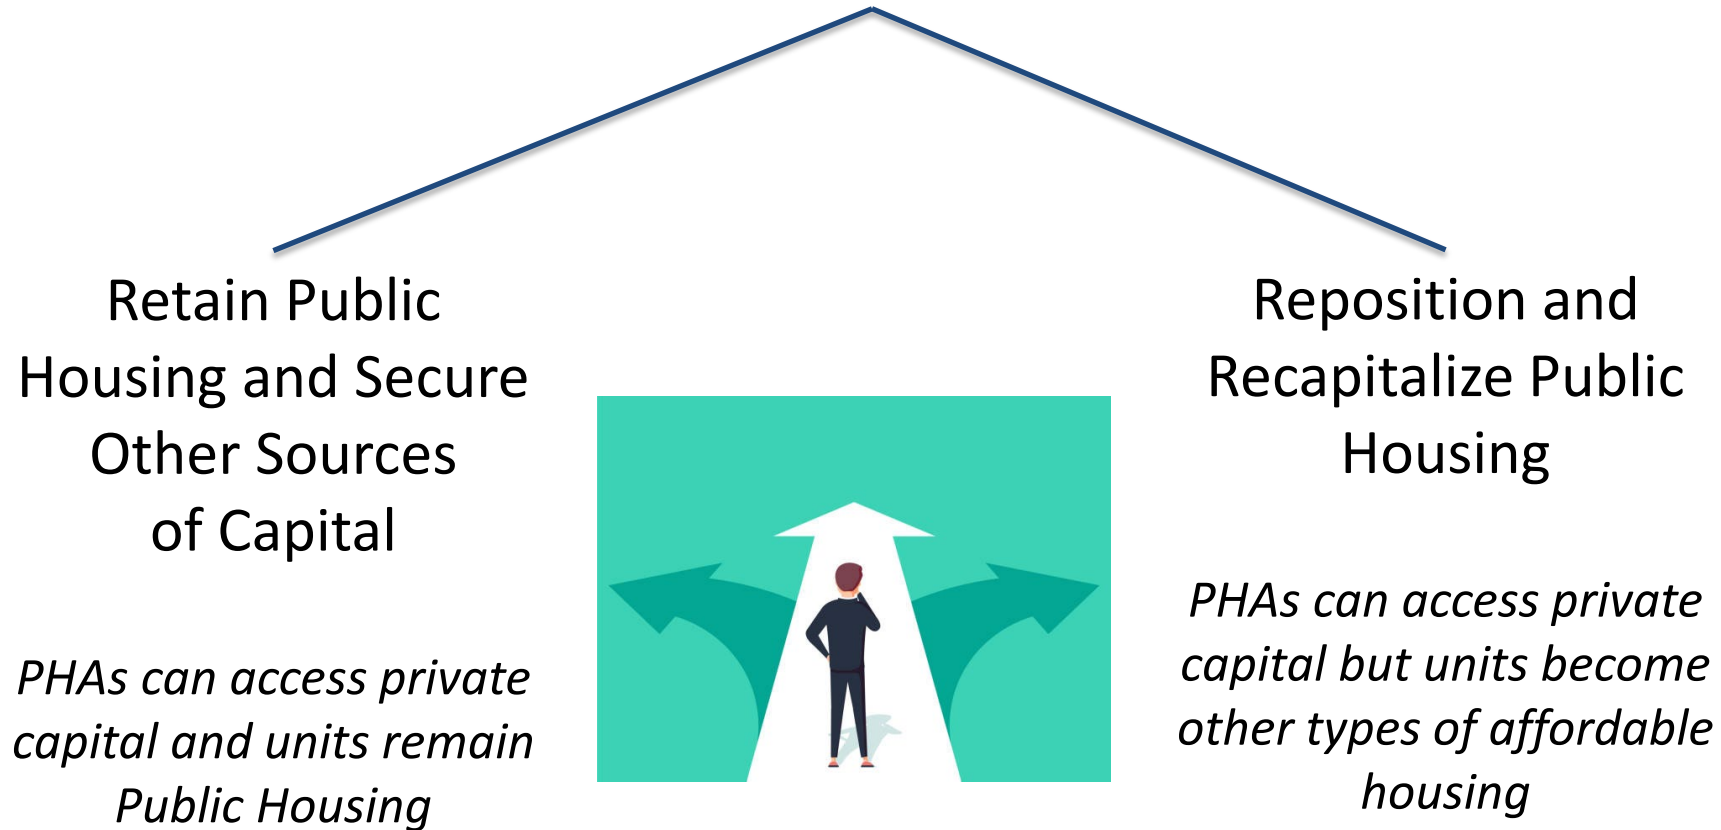 Retain Public
Housing and Secure
Other Sources
of Capital
PHAs can access private
capital and units remain
Public Housing
Reposition and
Recapitalize Public
Housing
PHAs can access private
capital but units become
other types of affordable
housing